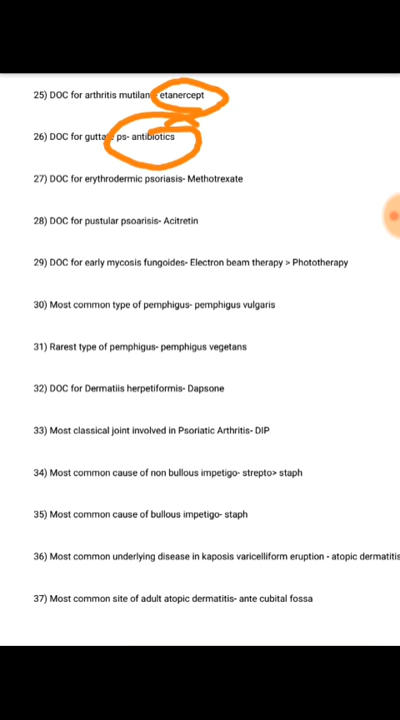 25) DOC for arthritis mutilan etanercept
26) DOC for gutta ps- antibiotics
27) DOC for erythrodermic psoriasis- Methotrexate
28) DOC for pustular psoarisis- Acitretin
29) DOC for early mycosis fungoides- Electron beam therapy > Phototherapy
30) Most common type of pemphigus- pemphigus vulgaris
31) Rarest type of pemphigus- pemphigus vegetans
32) DOC for Dermatiis herpetiformis- Dapsone
33) Most classical joint involved in Psoriatic Arthritis- DIP
34) Most common cause of non bullous impetigo- strepto> staph
35) Most common cause of bullous impetigo- staph
36) Most common underlying disease in kaposis varicelliform eruption - atopic dermatitis
37) Most common site of adult atopic dermatitis- ante cubital fossa